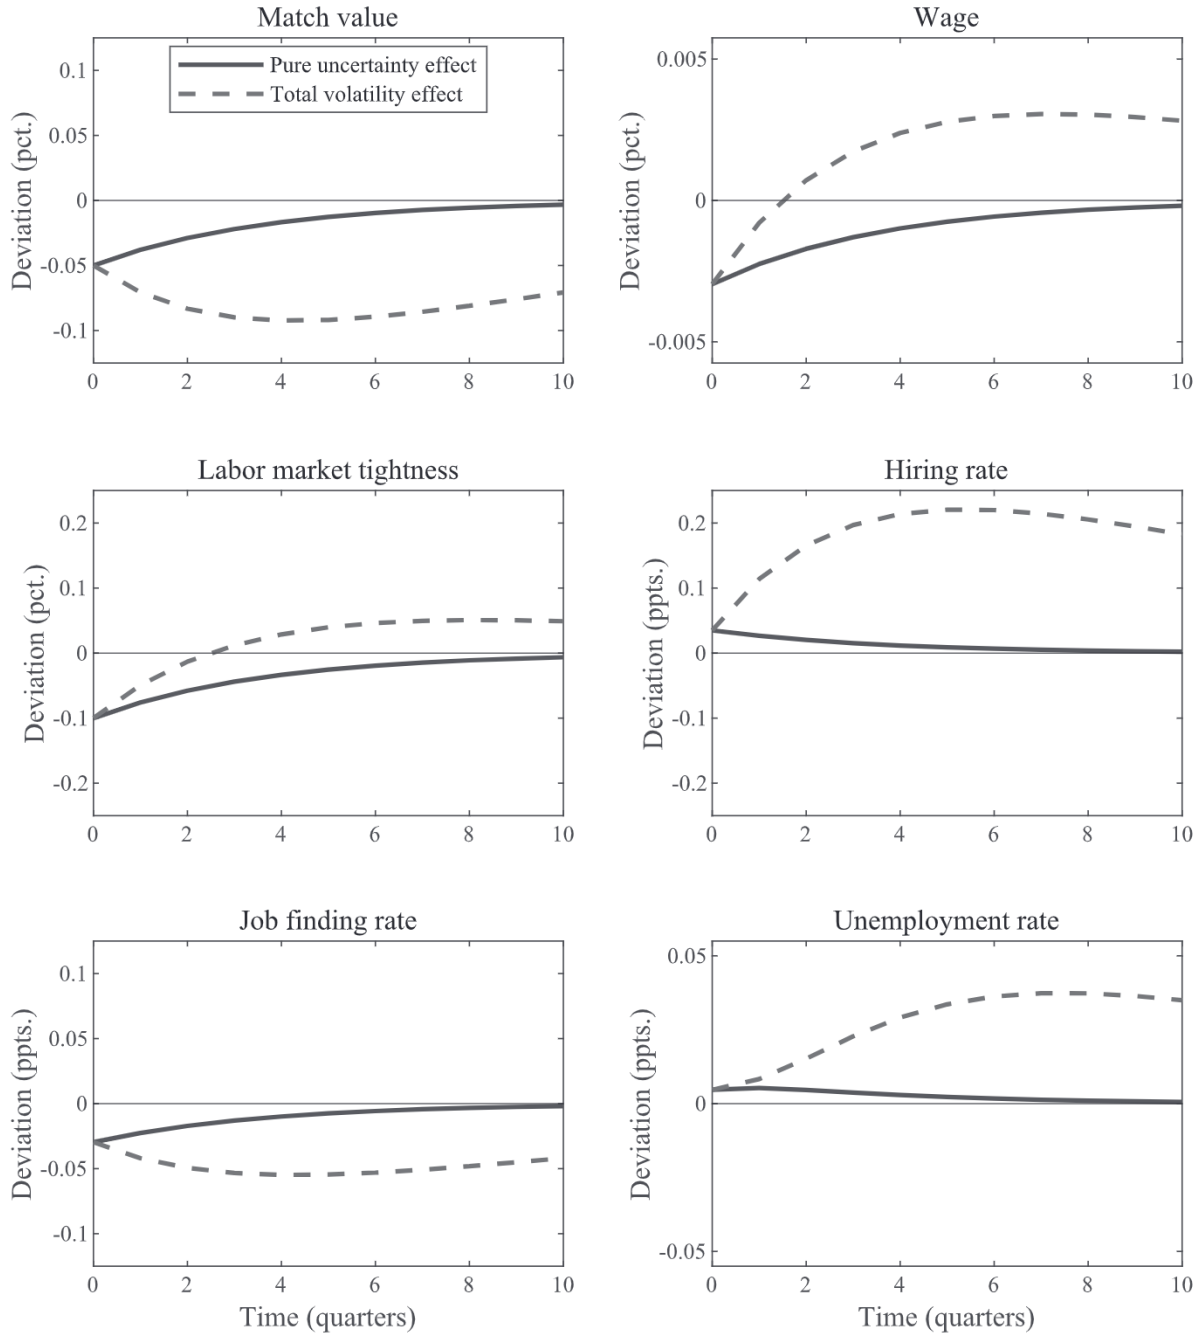 Match value
Pure uncertainty effect
Total volatility effect
Deviation (pct.)
0.1
0.05
0
-0.05
-0.1
0 2 4 6 8 10
Wage
Deviation (pct.)
0.005
0
-0.005
0 2 4 6 8 10
Labor market tightness
Deviation (pct.)
0.2
0.1
0
-0.1
-0.2
0 2 4 6 8 10
Hiring rate
Deviation (ppts.)
0.2
0.1
0
-0.1
-0.2
0 2 4 6 8 10
Job finding rate
Deviation (ppts.)
0.1
0.05
0
-0.05
-0.1
0 2 4 6 8 10
Time (quarters)
Unemployment rate
Deviation (ppts.)
0.05
0
-0.05
0 2 4 6 8 10
Time (quarters)